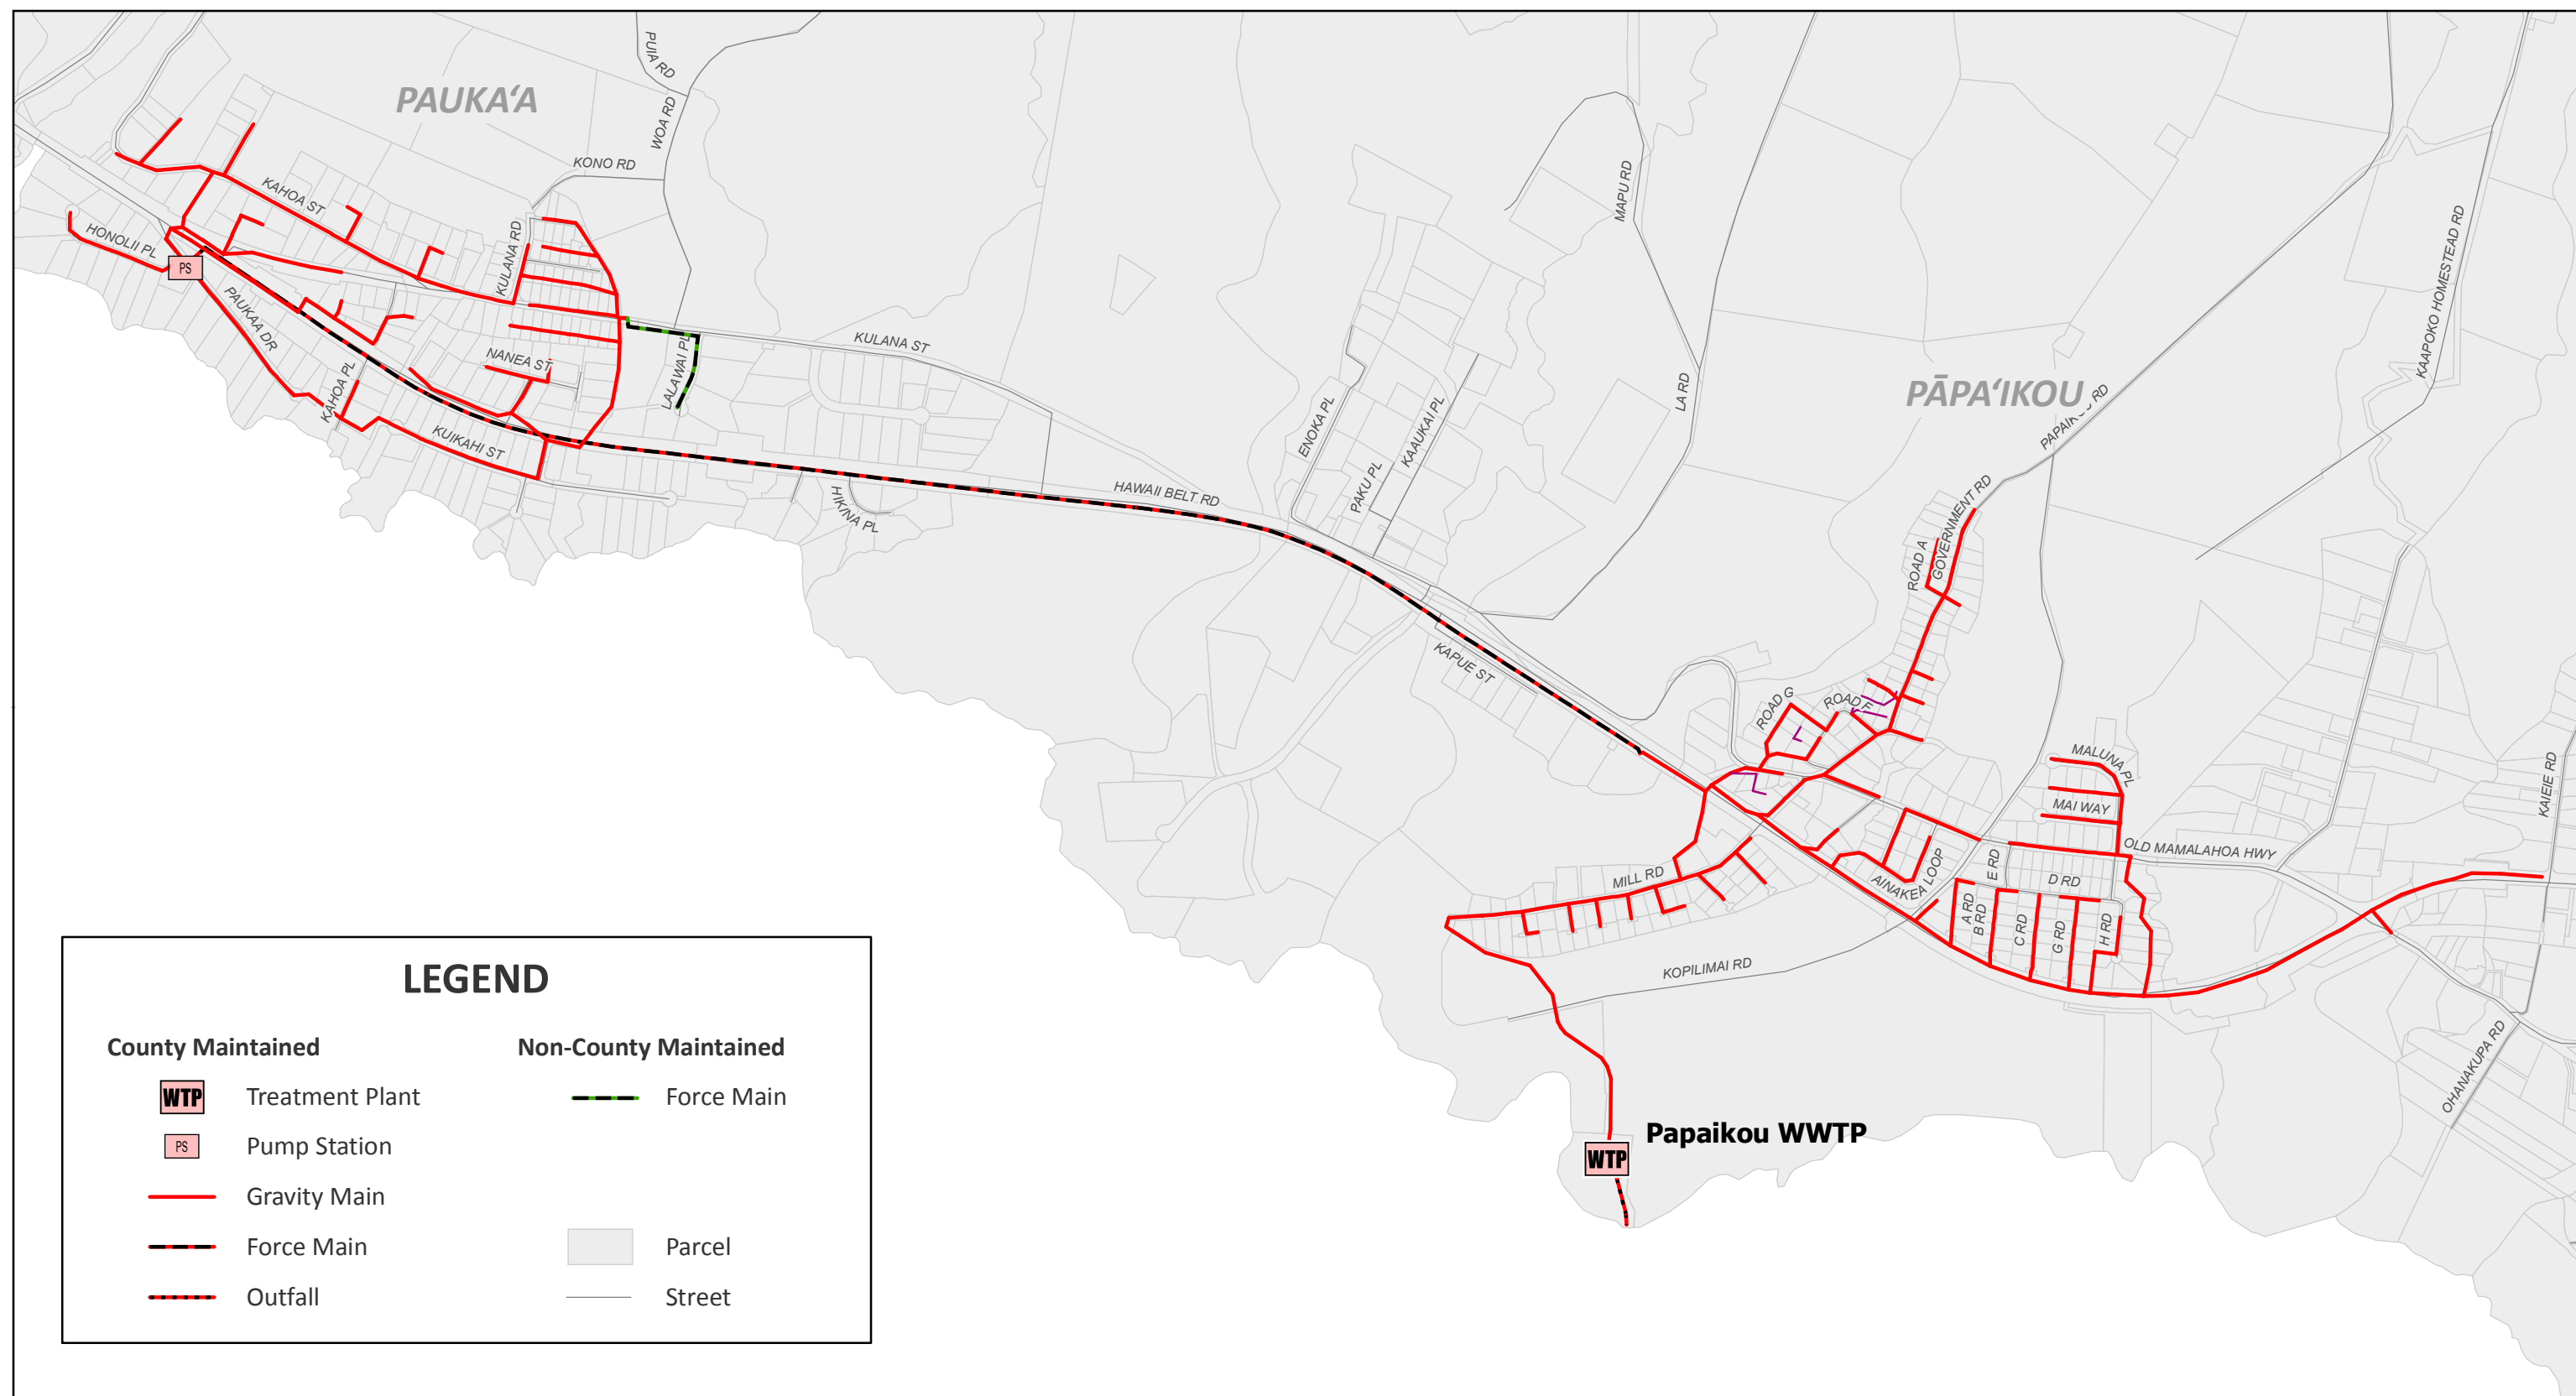 PUIA RD
PAUKAʻA
WOA RD
KONO RD
KAHOA ST
HONOLII PL
PS
KULANA RD
PAUKAA DR
KAHOA PL
NANEA ST
LALAWAI PL
KULANA ST
KUIKAHI ST
HIKINA PL
HAWAII BELT RD
MAPU RD
LA RD
ENOKA PL
PAKU PL
KAAUKAI PL
KAPUE ST
PĀPAʻIKOU
KAAPOKO HOMESTEAD RD
GOVERNMENT RD
ROAD A
ROAD G
ROAD F
MALUNA PL
MAI WAY
KAIEIE RD
OLD MAMALAHOA HWY
MILL RD
AINAKEA LOOP
E RD
D RD
A RD
B RD
C RD
G RD
H RD
KOPILIMAI RD
OHANAKUPA RD
Papaikou WWTP
WTP
LEGEND
County Maintained
Non-County Maintained
WTP Treatment Plant
Force Main
PS Pump Station
Gravity Main
Force Main
Parcel
Outfall
Street